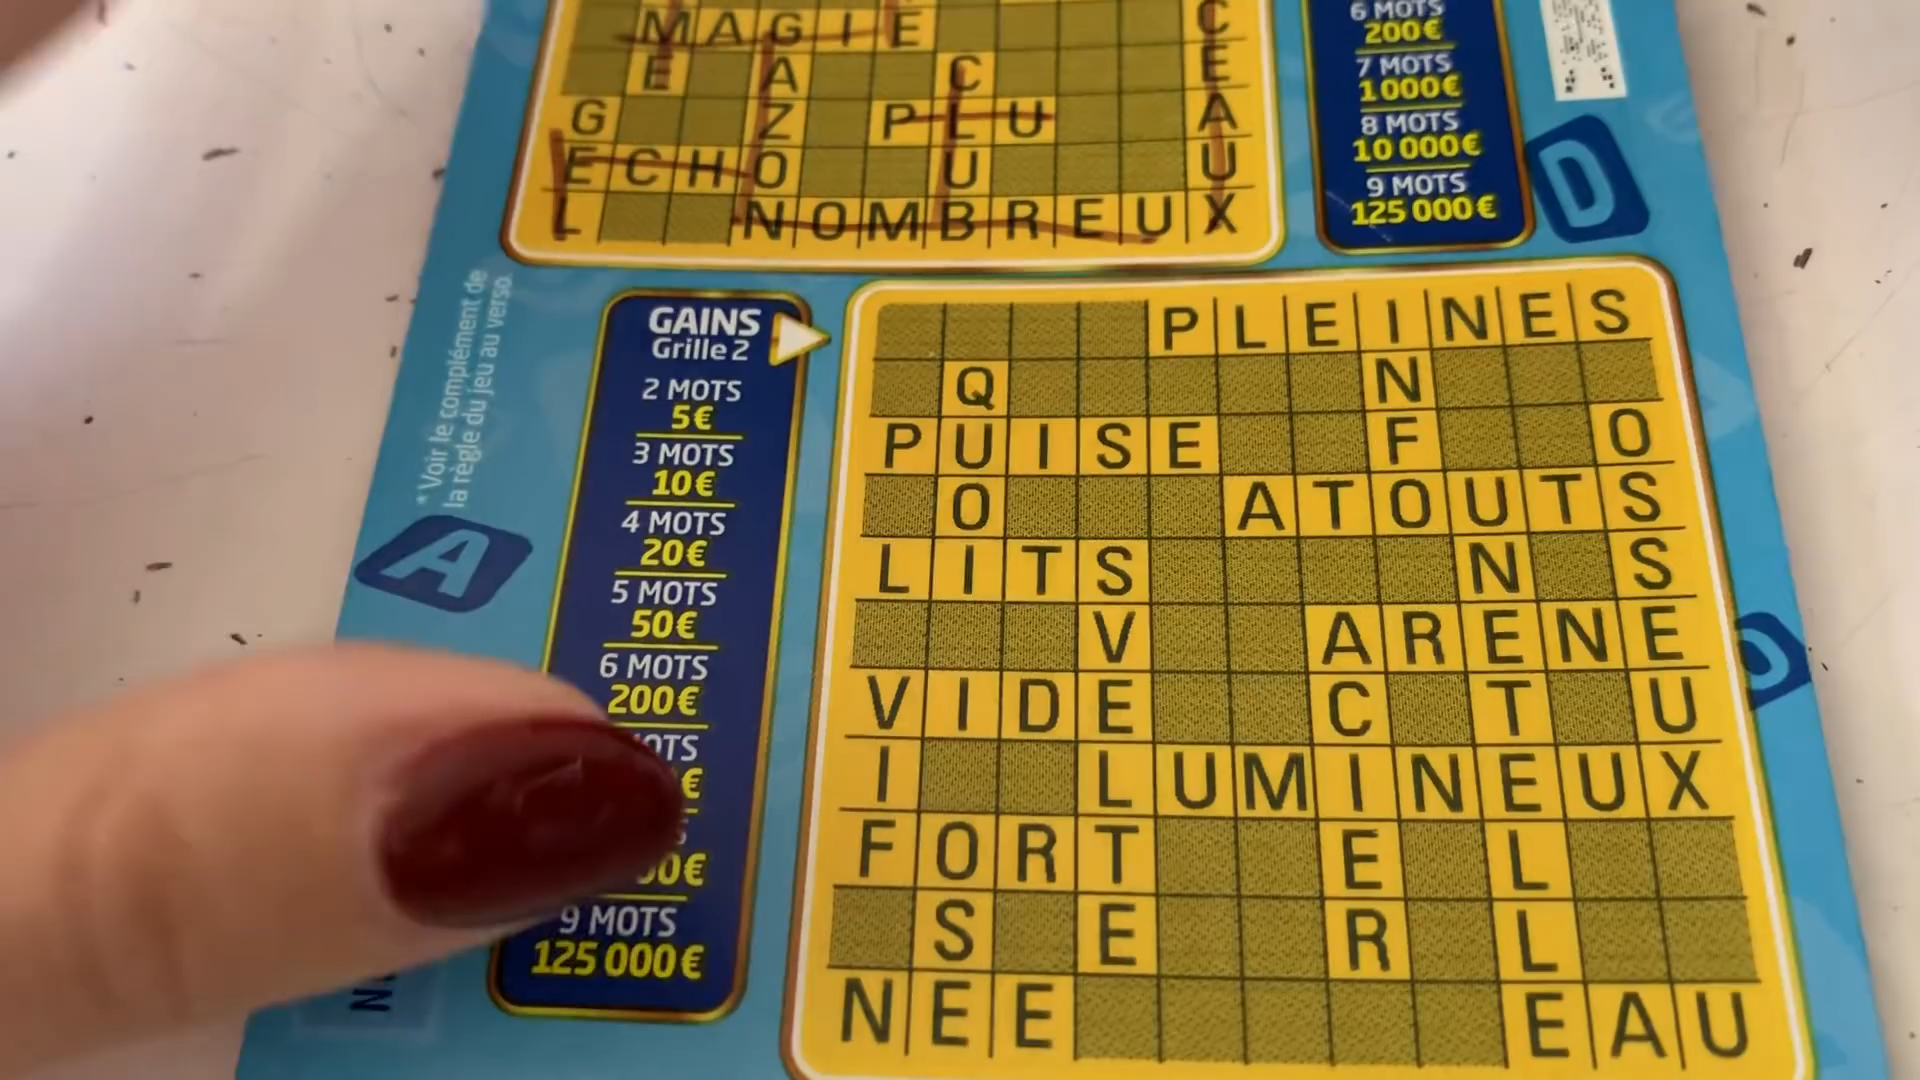 C
MAGIE
E
E A C
G Z PLU A
ECHO U U
L NOMBREUX
6 MOTS
200€
7 MOTS
1 000€
8 MOTS
10 000€
9 MOTS
125 000€
D
* Voir le complément de
la règle du jeu au verso.
A
GAINS
Grille 2
2 MOTS
5€
3 MOTS
10€
4 MOTS
20€
5 MOTS
50€
6 MOTS
200€
9 MOTS
125 000€
PLEINES
Q N
PUISE F O
O ATOUTS
LITS N S
V ARENE
VIDE C T U
I LUMINEUX
FORT E L
S E R L
NEE EAU